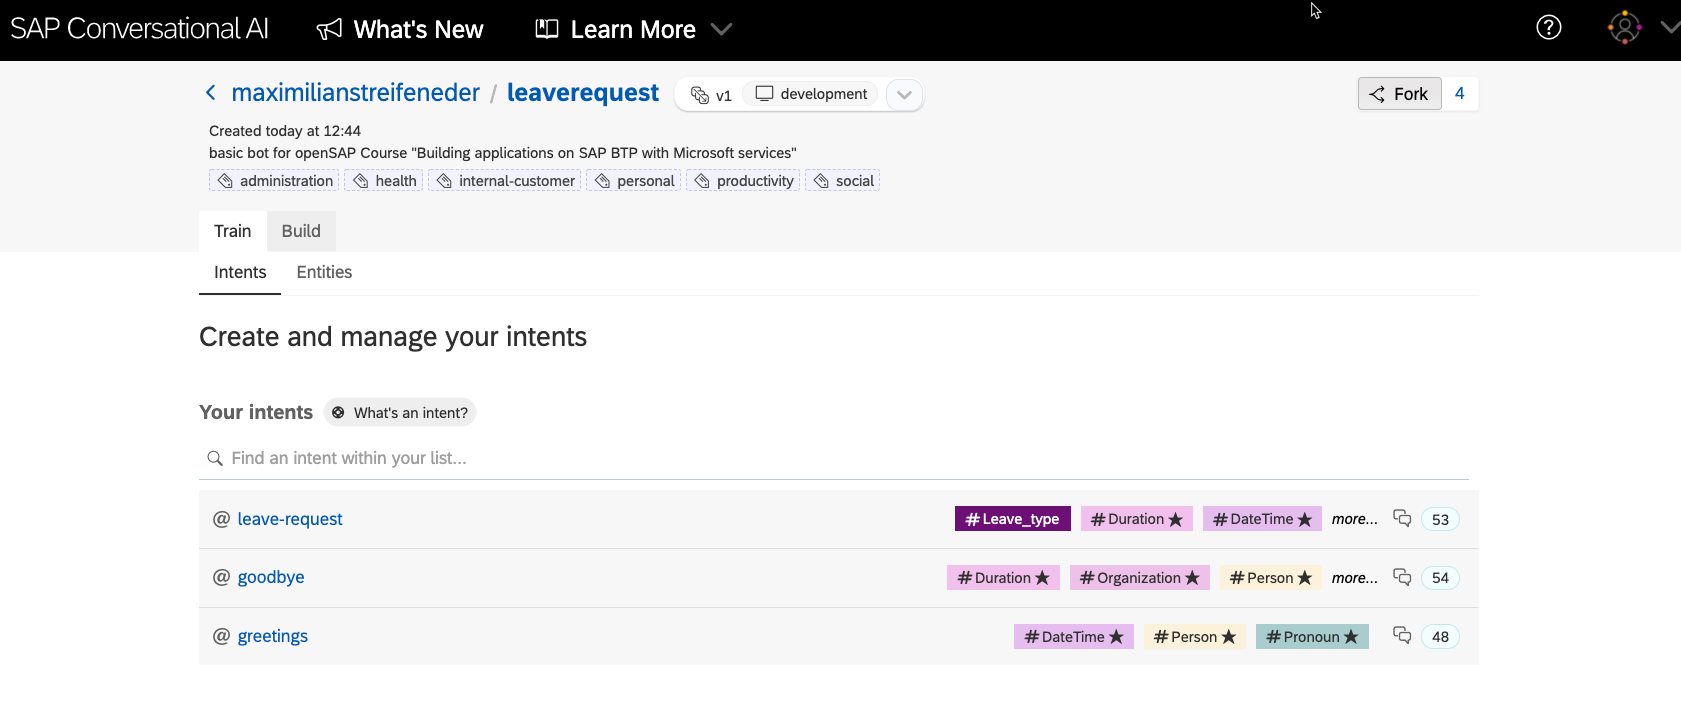 SAP Conversational AI What's New Learn More
maximilianstreifeneder / leaverequest v1 development Fork 4
Created today at 12:44
basic bot for openSAP Course "Building applications on SAP BTP with Microsoft services"
administration health internal-customer personal productivity social
Train Build
Intents Entities
Create and manage your intents
Your intents What's an intent?
Find an intent within your list...
@ leave-request #Leave_type #Duration ★ #DateTime ★ more... 53
@ goodbye #Duration ★ #Organization ★ #Person ★ more... 54
@ greetings #DateTime ★ #Person ★ #Pronoun ★ 48